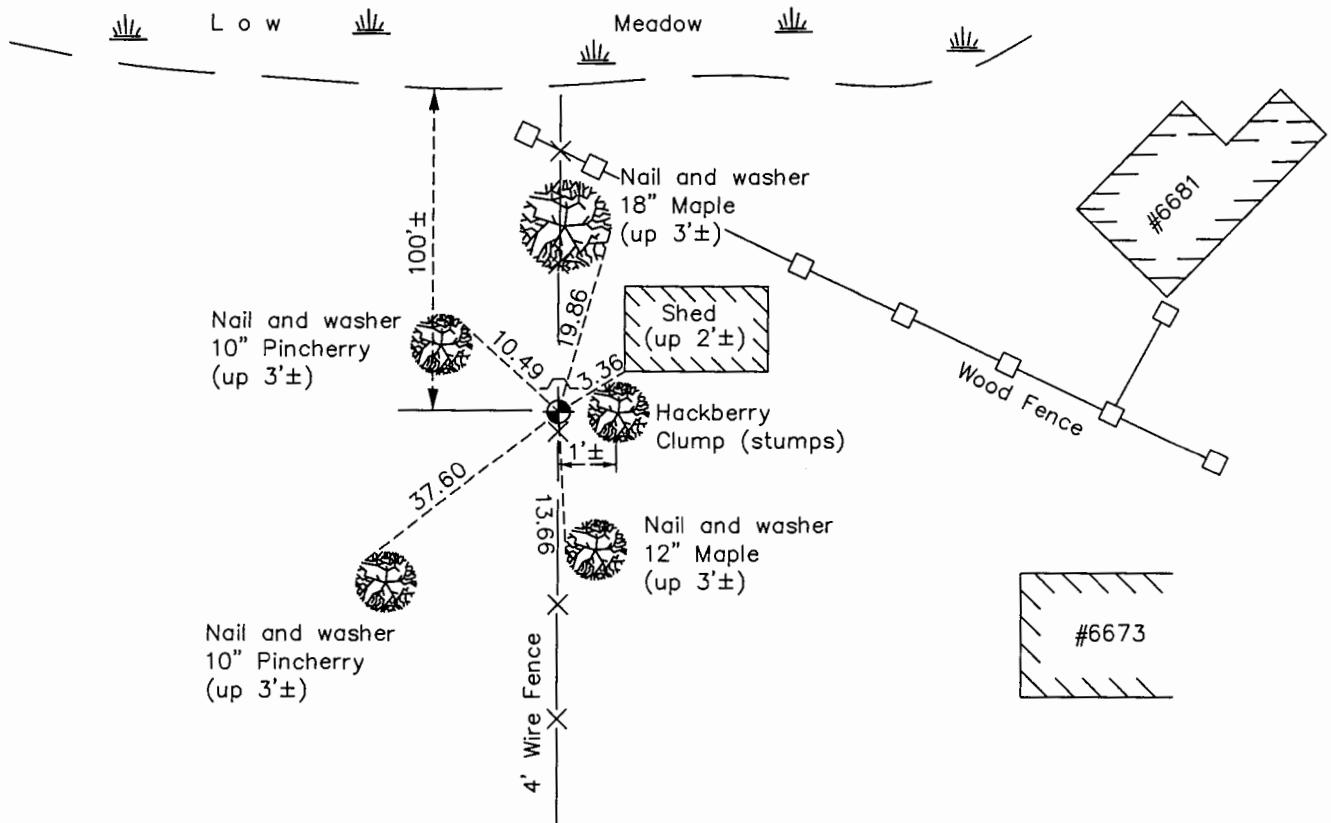 Low Meadow
Nail and washer
18" Maple
(up 3'±)
100'±
#6681
Nail and washer
10" Pincherry
(up 3'±)
10.49
19.86
Shed
(up 2'±)
3.36
Wood Fence
Hackberry
Clump (stumps)
1'±
37.60
13.66
Nail and washer
12" Maple
(up 3'±)
Nail and washer
10" Pincherry
(up 3'±)
4' Wire Fence
#6673